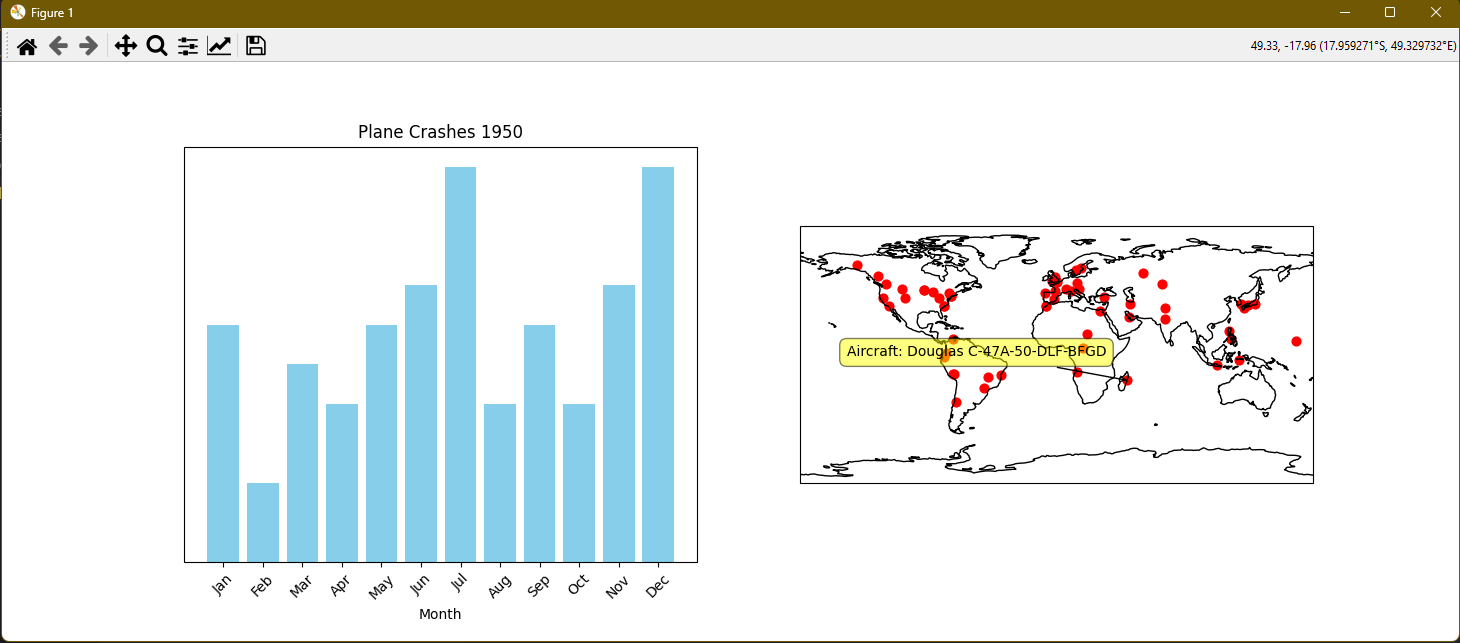 Figure 1
49.33, -17.96 (17.959271°S, 49.329732°E)
Plane Crashes 1950
Jan Feb Mar Apr May Jun Jul Aug Sep Oct Nov Dec
Month
Aircraft: Douglas C-47A-50-DLF-BFGD